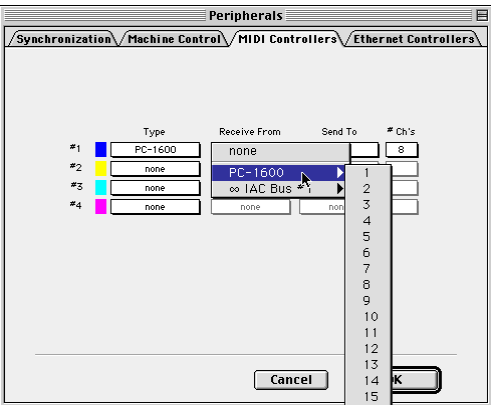 Peripherals
Synchronization Machine Control MIDI Controllers Ethernet Controllers
Type Receive From Send To # Ch's
#1 PC-1600 none 8
#2 none PC-1600 1
#3 none ∞ IAC Bus # 2
#4 none none non 3
4
5
6
7
8
9
10
11
12
13
Cancel 14 K
15